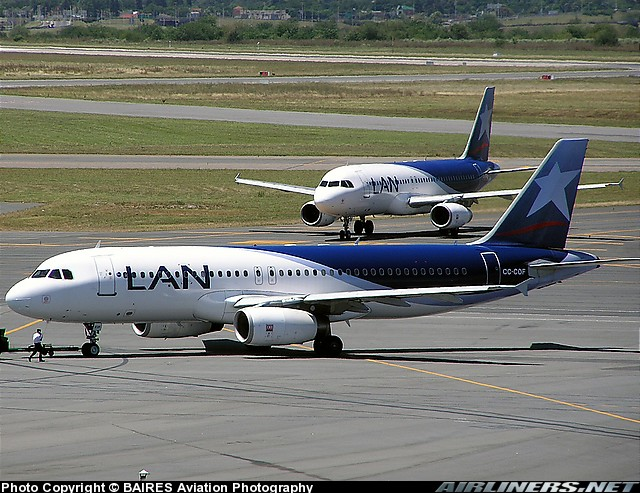 LAN
LAN
CC-COF
Photo Copyright © BAIRES Aviation Photography
AIRLINERS.NET